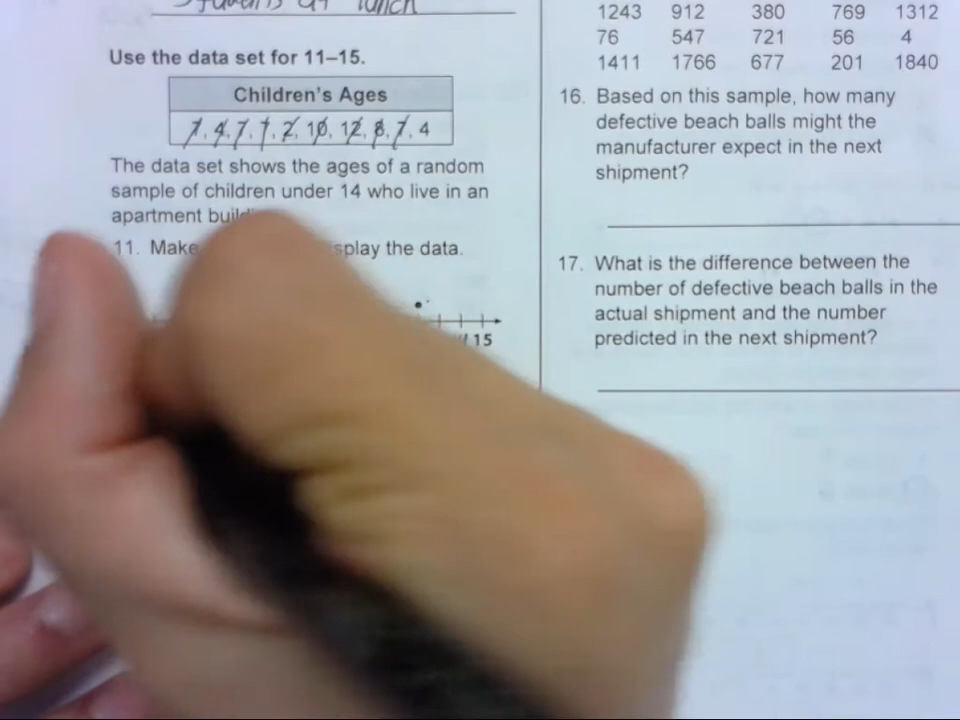 at lunch
Use the data set for 11–15.
Children's Ages
7, 4, 7, 7, 2, 10, 12, 8, 7, 4
The data set shows the ages of a random
sample of children under 14 who live in an
apartment
11. Make display the data.
15
1243 912 380 769 1312
76 547 721 56 4
1411 1766 677 201 1840
16. Based on this sample, how many
defective beach balls might the
manufacturer expect in the next
shipment?
17. What is the difference between the
number of defective beach balls in the
actual shipment and the number
predicted in the next shipment?